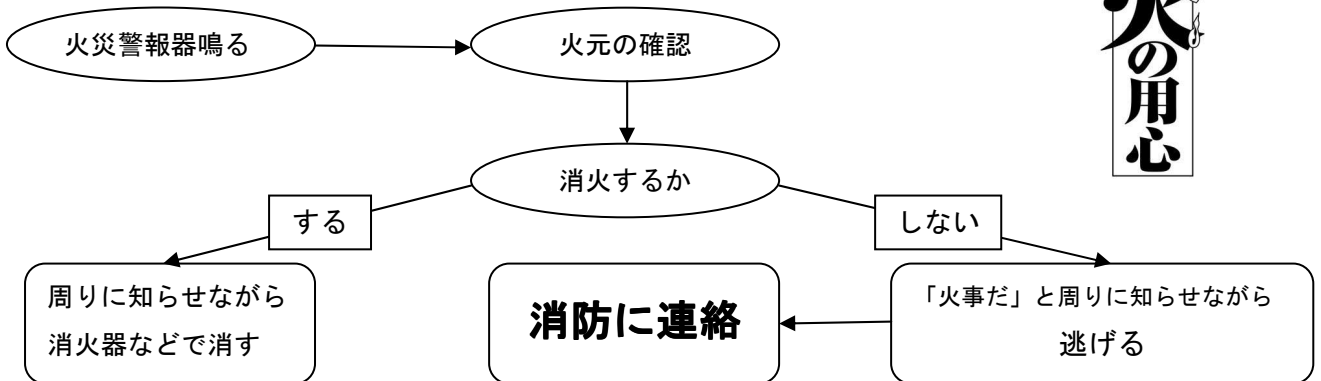 火災警報器鳴る
火元の確認
火の用心
消火するか
する
しない
周りに知らせながら
消火器などで消す
消防に連絡
「火事だ」と周りに知らせながら
逃げる